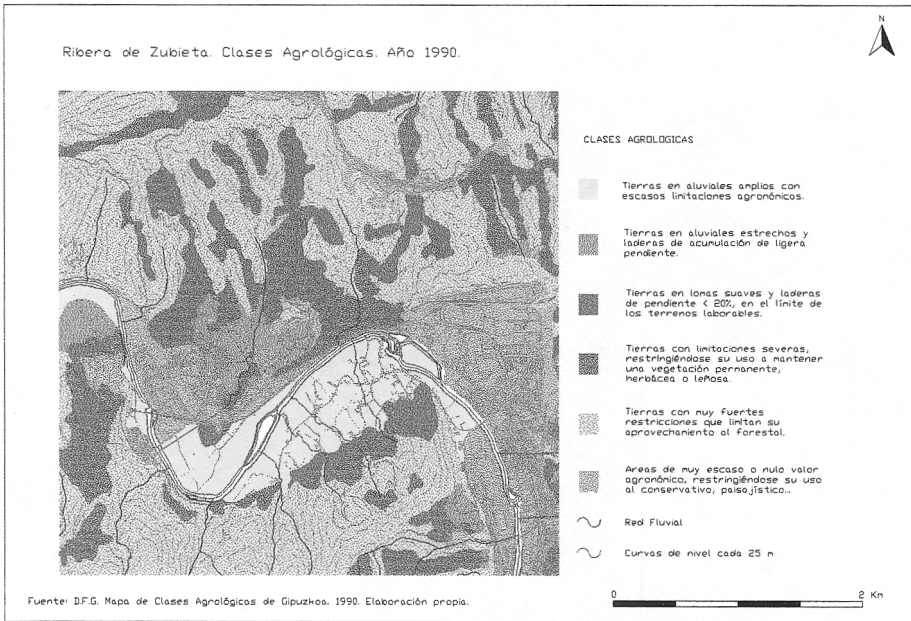 N
Ribera de Zubieta. Clases Agrológicas. Año 1990.
CLASES AGROLOGICAS
Tierras en aluviales amplios con
escasas limitaciones agronómicas.
Tierras en aluviales estrechos y
laderas de acumulación de ligera
pendiente.
Tierras en lomas suaves y laderas
de pendiente < 20%, en el límite de
los terrenos laborables.
Tierras con limitaciones severas,
restringiéndose su uso a mantener
una vegetación permanente,
herbácea o leñosa.
Tierras con muy fuertes
restricciones que limitan su
aprovechamiento al forestal.
Areas de muy escaso o nulo valor
agronómico, restringiéndose su uso
al conservativo, paisajístico...
Red Fluvial
Curvas de nivel cada 25 m
0 2 Km
Fuente: D.F.G. Mapa de Clases Agrológicas de Gipuzkoa. 1990. Elaboración propia.